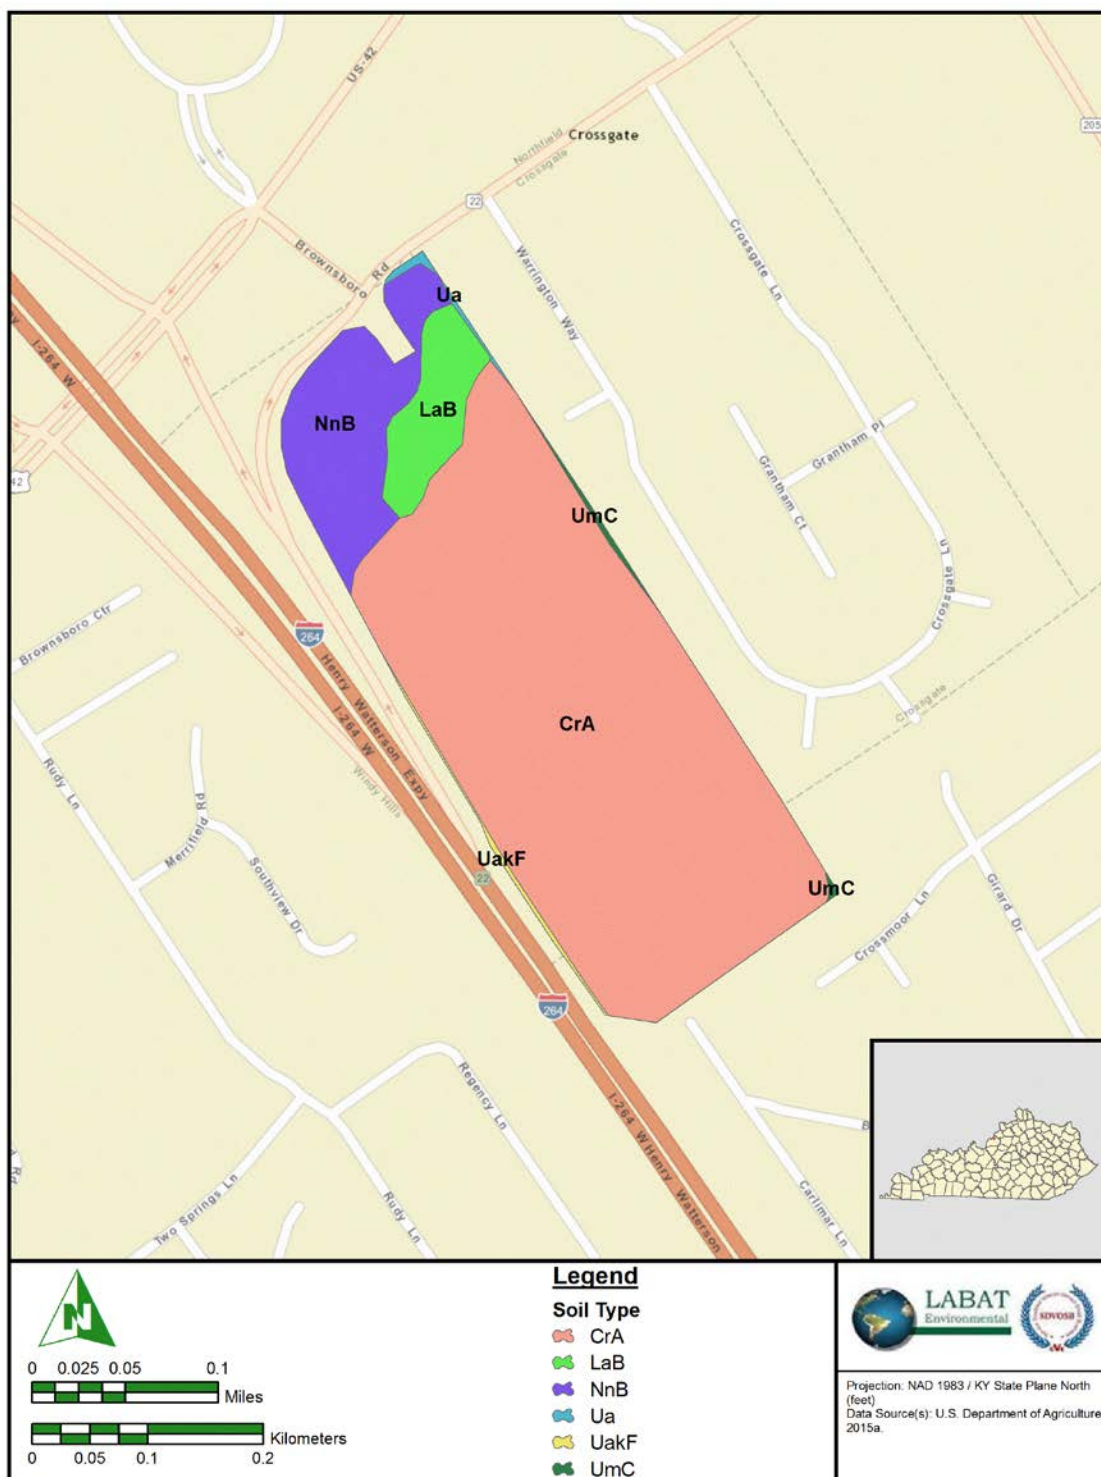 US-42
205
Northfield
Crossgate
Crossgate
22
Brownsboro Rd
Warrington Way
Crossgate Ln
Ua
I-264 W
LaB
NnB
Grantham Pl
Grantham Ct
42
UmC
Crossgate Ln
Brownsboro Ctr
264
Henry Watterson Expy
I-264 W
Windy Hills
Crossgate
CrA
Rudy Ln
Merrifield Rd
Southview Dr
UakF
22
UmC
Crossmoor Ln
Girard Dr
264
Regency Ln
I-264 W
Henry Watterson
Carlimar Ln
B
Rd
Two Springs Ln
Rudy Ln
N
0 0.025 0.05 0.1
Miles
Kilometers
0 0.05 0.1 0.2
Legend
Soil Type
CrA
LaB
NnB
Ua
UakF
UmC
LABAT
Environmental
SDVOSB
Projection: NAD 1983 / KY State Plane North
(feet)
Data Source(s): U.S. Department of Agriculture
2015a.